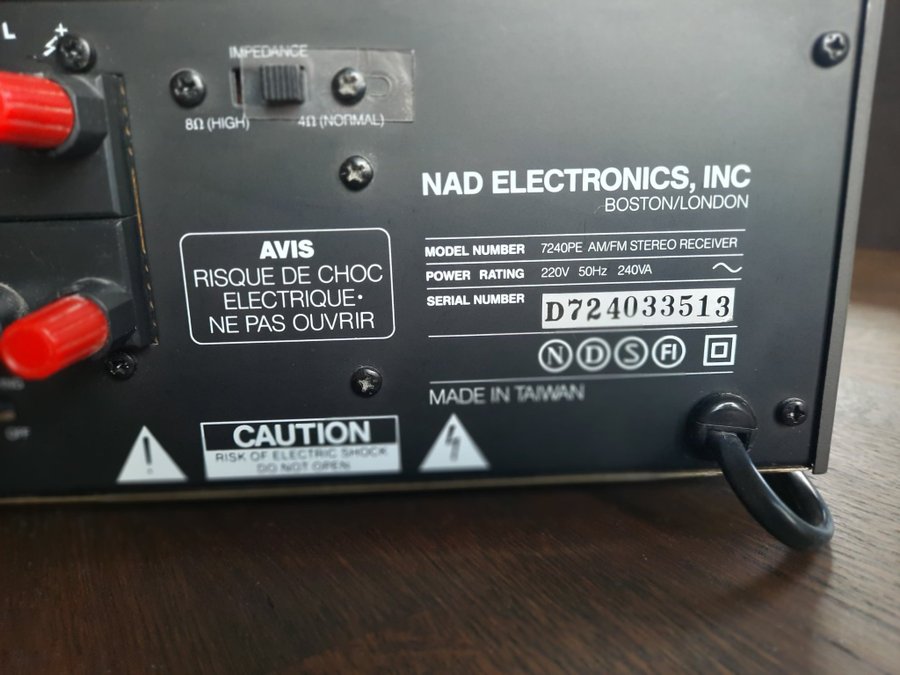 L
IMPEDANCE
8Ω (HIGH) 4Ω (NORMAL)
NAD ELECTRONICS, INC
BOSTON/LONDON
AVIS
RISQUE DE CHOC
ELECTRIQUE•
NE PAS OUVRIR
MODEL NUMBER 7240PE AM/FM STEREO RECEIVER
POWER RATING 220V 50Hz 240VA
SERIAL NUMBER D724033513
N D S FI
MADE IN TAIWAN
OFF
CAUTION
RISK OF ELECTRIC SHOCK
DO NOT OPEN